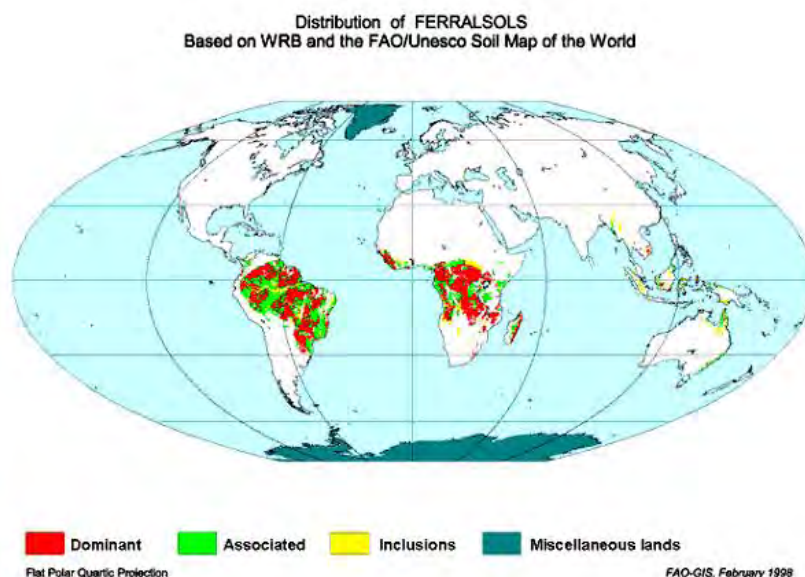 Distribution of FERRALSOLS
Based on WRB and the FAO/Unesco Soil Map of the World
Dominant
Associated
Inclusions
Miscellaneous lands
Flat Polar Quartic Projection
FAO-GIS, February 1998